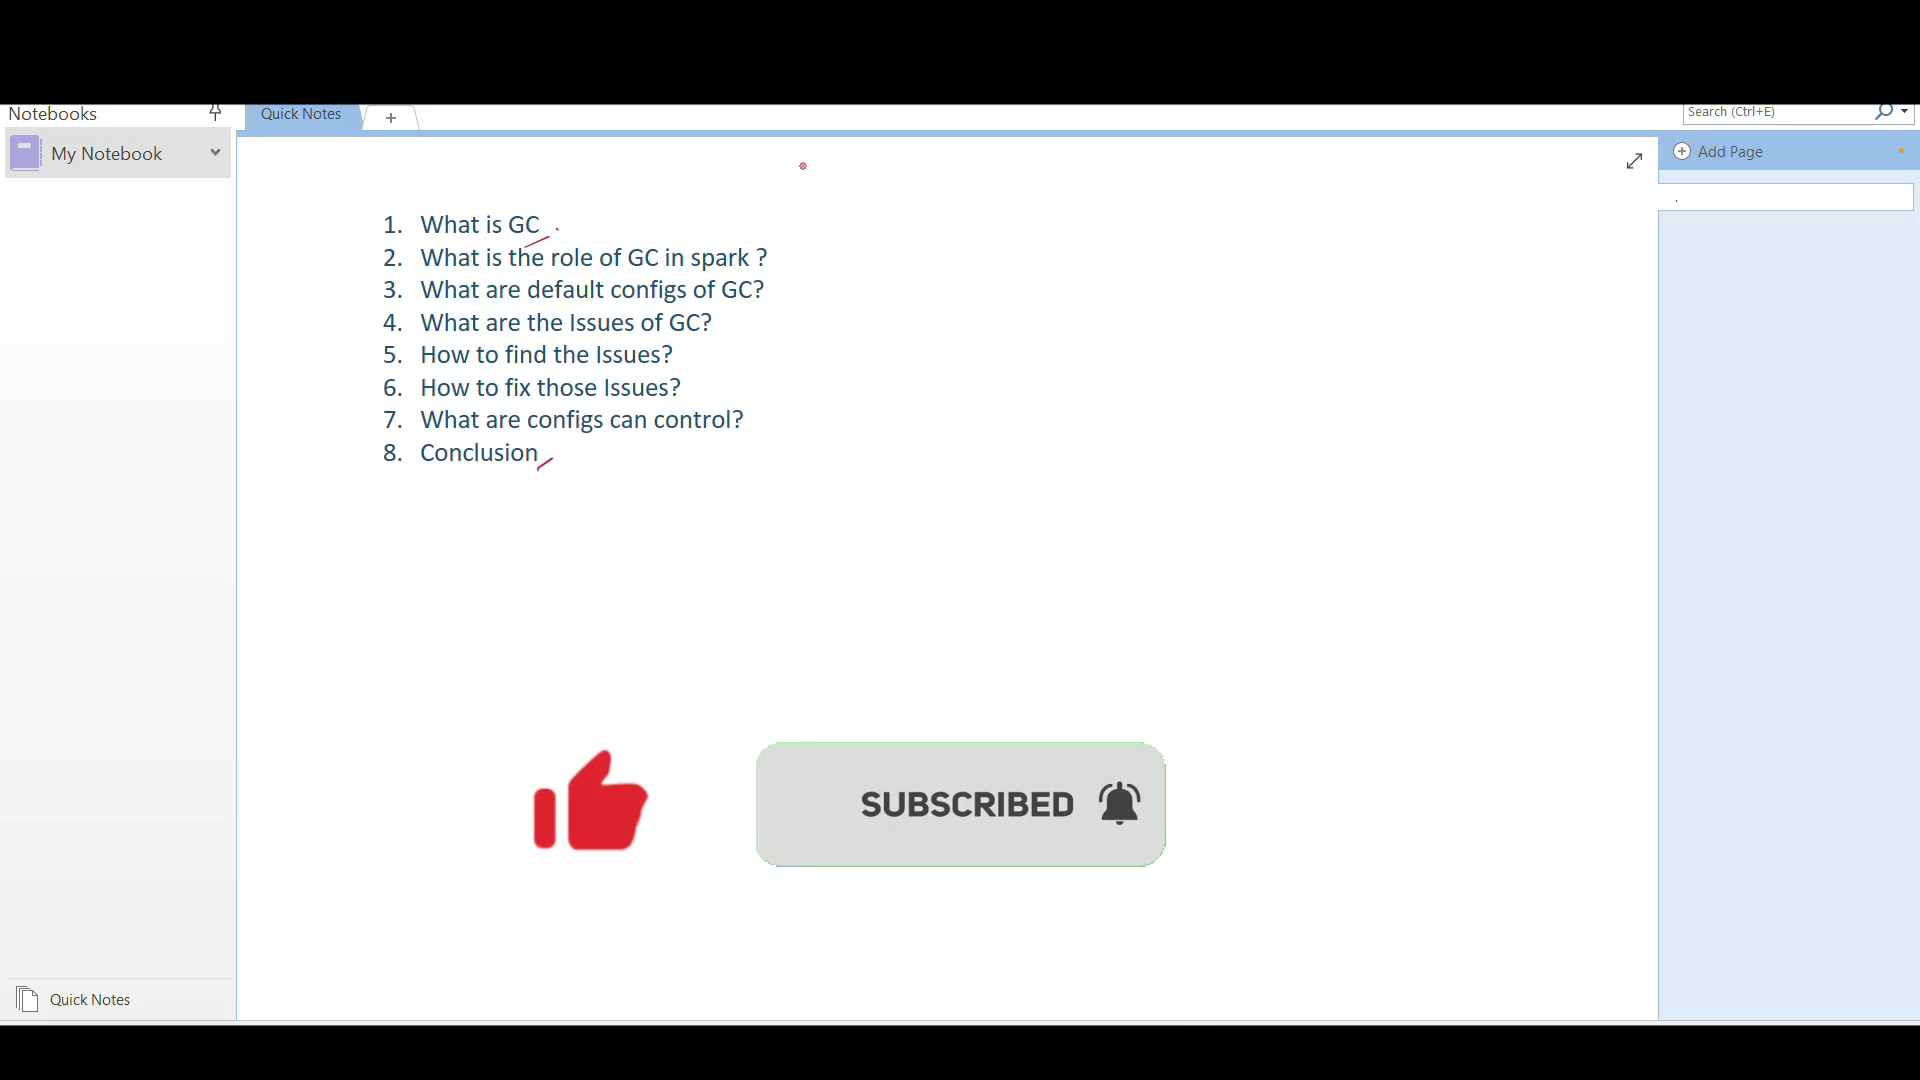 Notebooks
Quick Notes
+
Search (Ctrl+E)
My Notebook
Add Page
.
1. What is GC
2. What is the role of GC in spark ?
3. What are default configs of GC?
4. What are the Issues of GC?
5. How to find the Issues?
6. How to fix those Issues?
7. What are configs can control?
8. Conclusion
SUBSCRIBED
Quick Notes